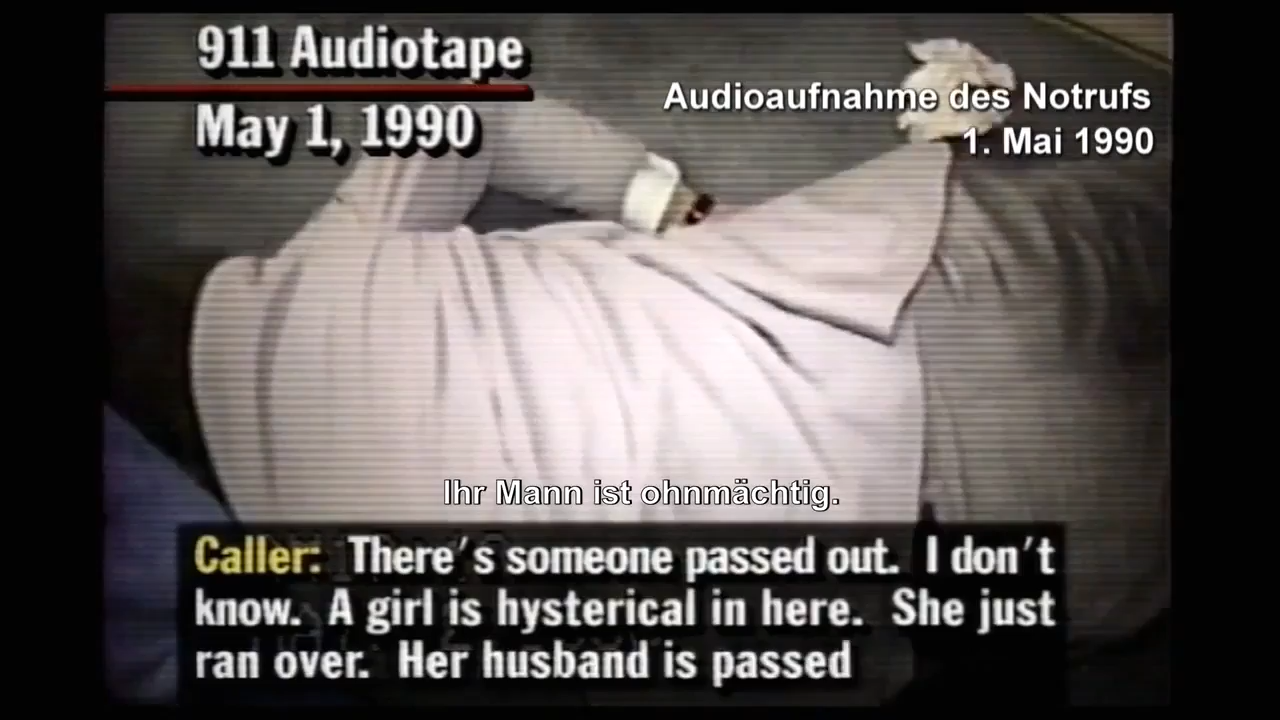 911 Audiotape
May 1, 1990
Audioaufnahme des Notrufs
1. Mai 1990
Ihr Mann ist ohnmächtig.
Caller: There's someone passed out. I don't
know. A girl is hysterical in here. She just
ran over. Her husband is passed